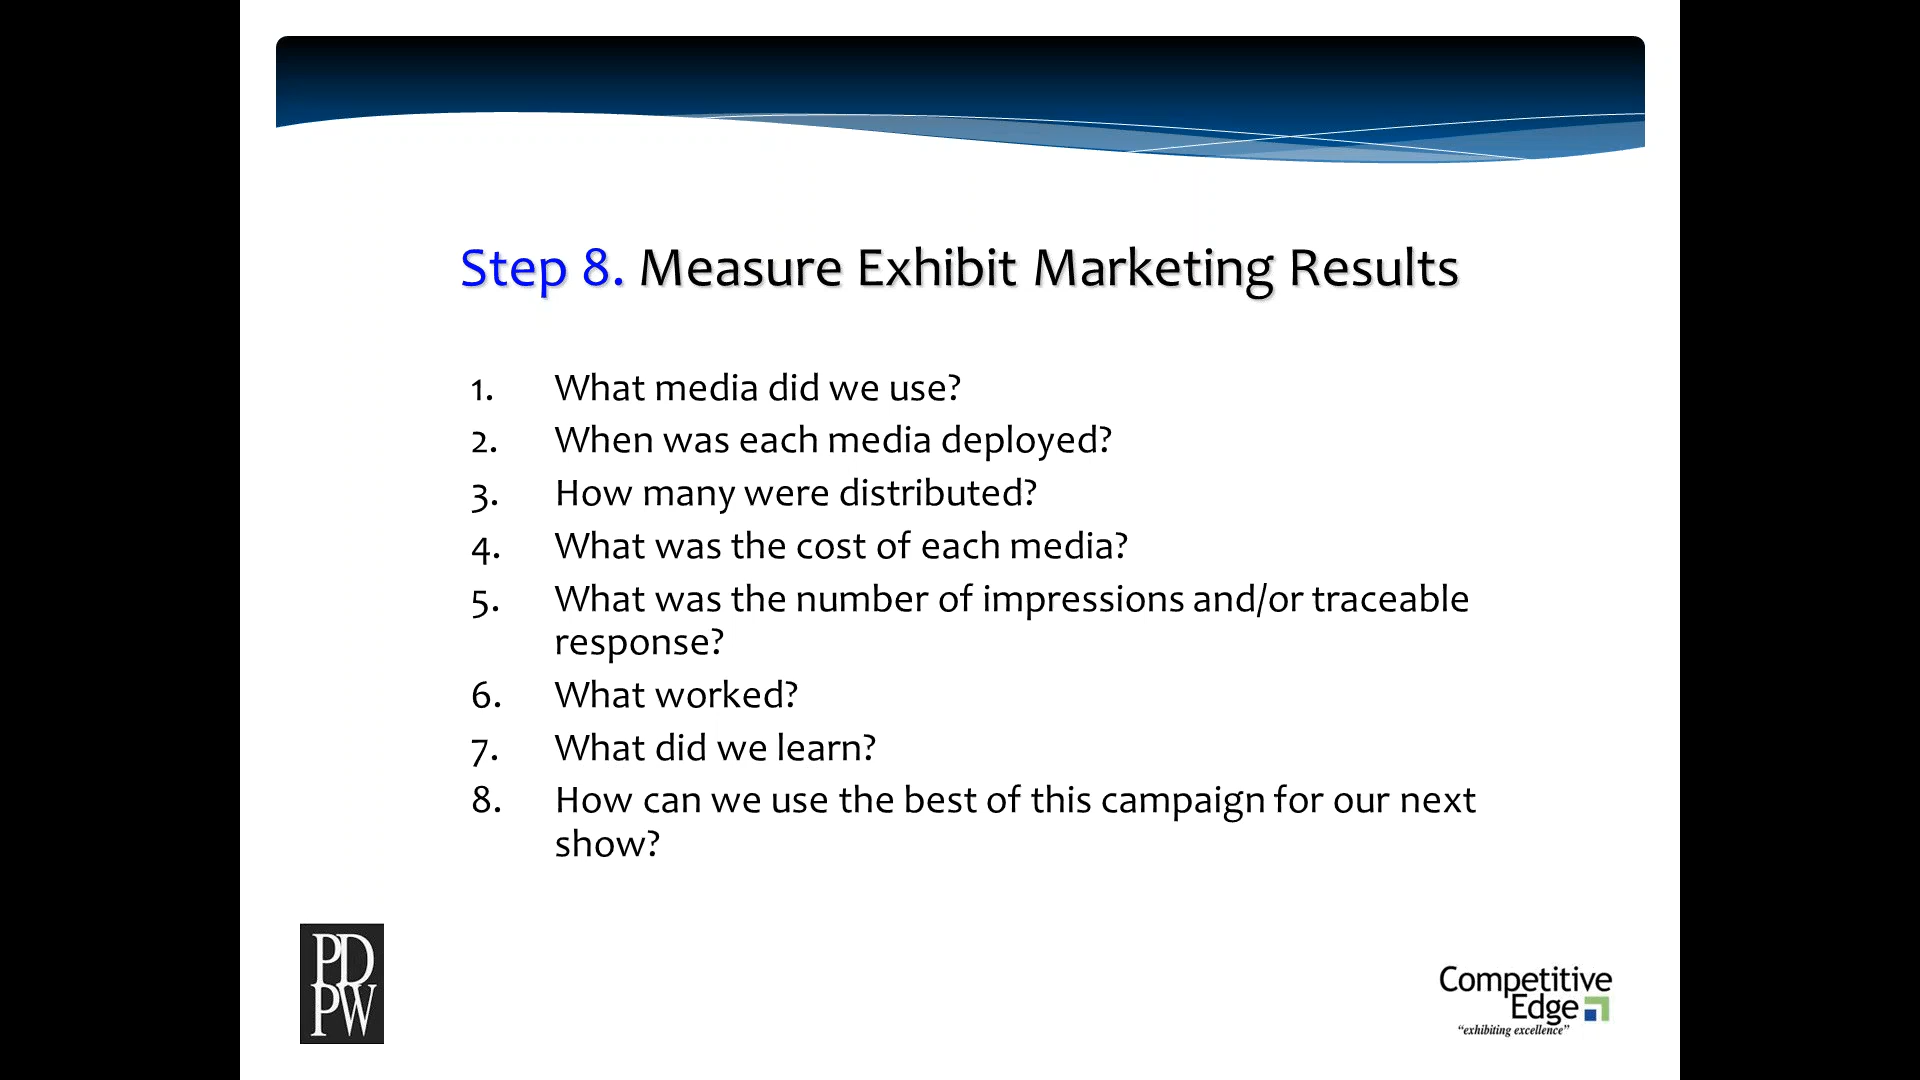 Step 8. Measure Exhibit Marketing Results
1. What media did we use?
2. When was each media deployed?
3. How many were distributed?
4. What was the cost of each media?
5. What was the number of impressions and/or traceable
response?
6. What worked?
7. What did we learn?
8. How can we use the best of this campaign for our next
show?
PD
PW
Competitive
Edge
“exhibiting excellence”